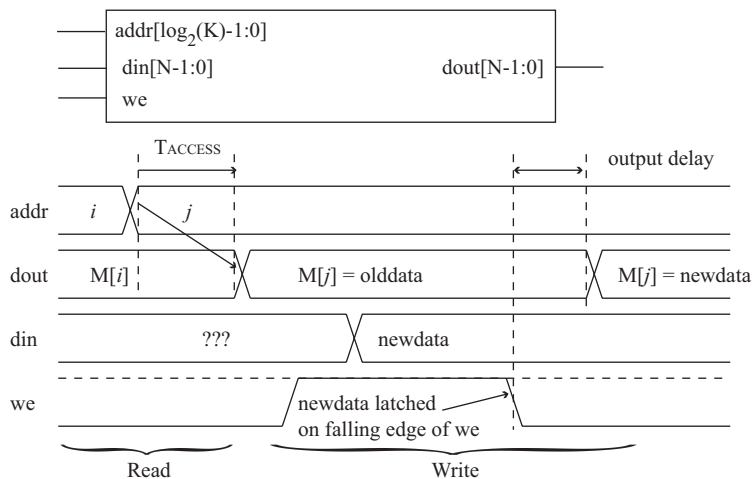 addr[log2(K)-1:0]
din[N-1:0] dout[N-1:0]
we
TACCESS output delay
addr i j
dout M[i] M[j] = olddata M[j] = newdata
din ??? newdata
we newdata latched
on falling edge of we
Read Write